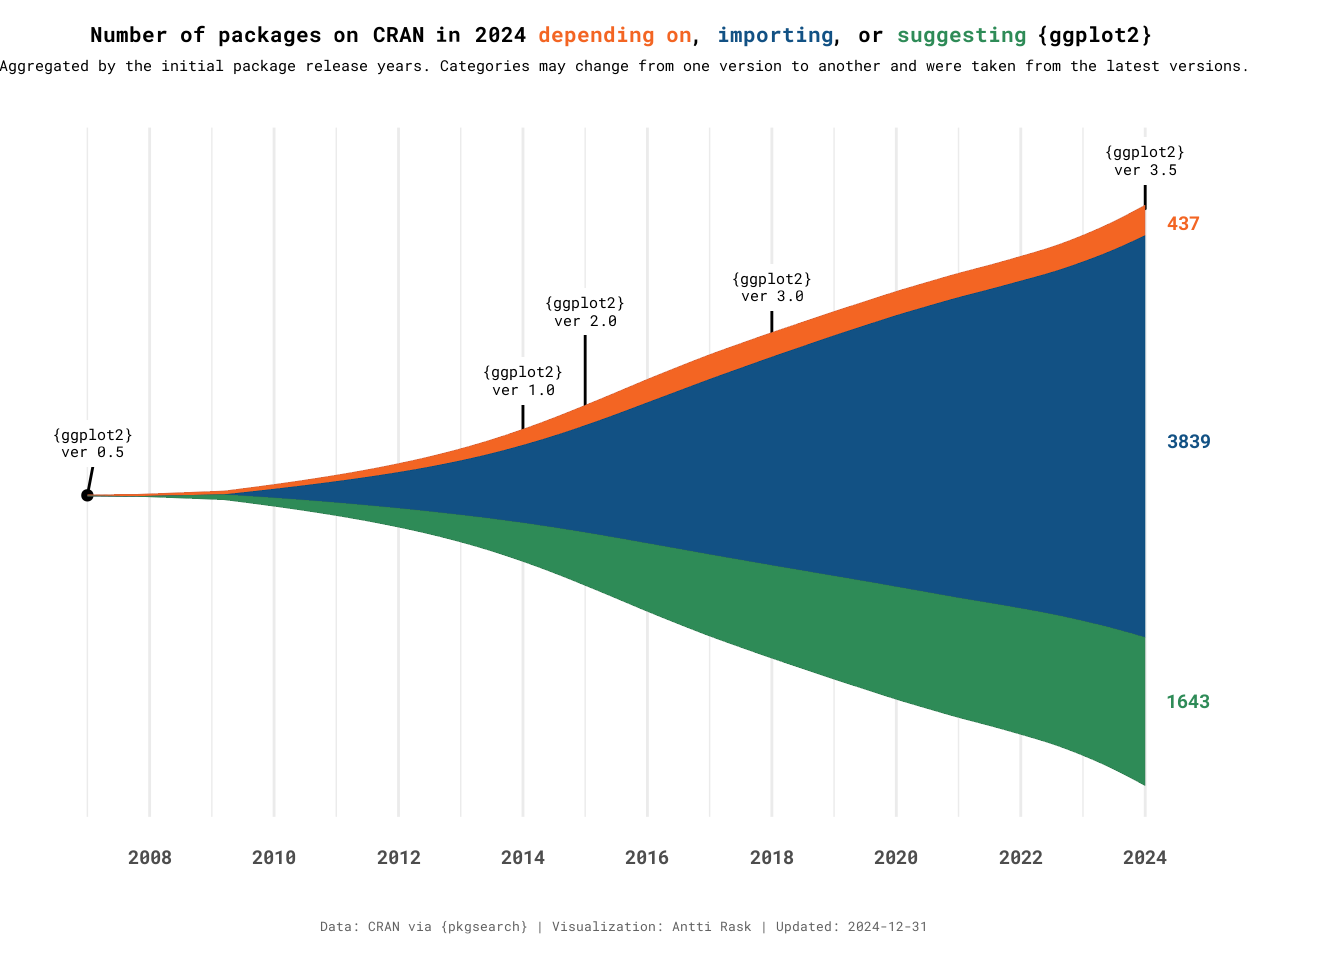 Number of packages on CRAN in 2024 depending on, importing, or suggesting {ggplot2}
Aggregated by the initial package release years. Categories may change from one version to another and were taken from the latest versions.
{ggplot2}
ver 3.5
437
{ggplot2}
ver 3.0
{ggplot2}
ver 2.0
{ggplot2}
ver 1.0
{ggplot2}
ver 0.5
3839
1643
2008 2010 2012 2014 2016 2018 2020 2022 2024
Data: CRAN via {pkgsearch} | Visualization: Antti Rask | Updated: 2024-12-31